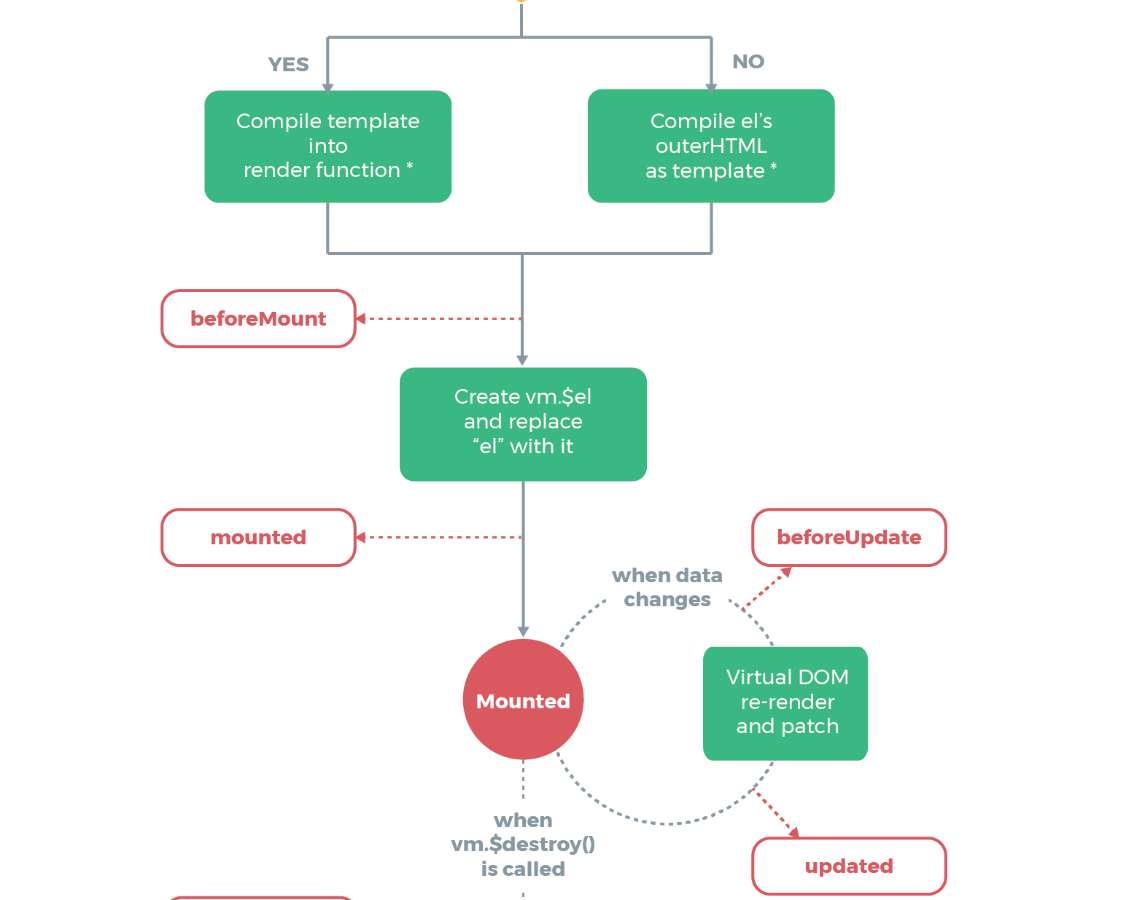 YES
NO
Compile template
into
render function *
Compile el’s
outerHTML
as template *
beforeMount
Create vm.$el
and replace
“el” with it
mounted
beforeUpdate
when data
changes
Mounted
Virtual DOM
re-render
and patch
when
vm.$destroy()
is called
updated